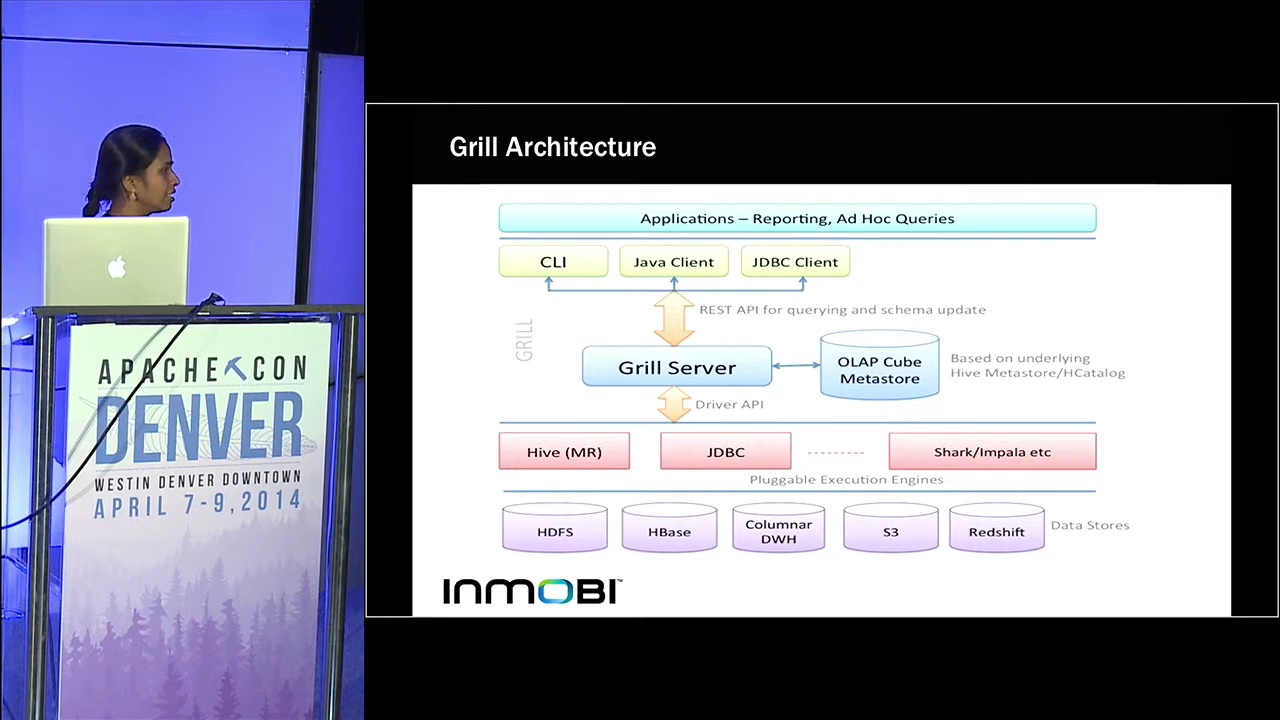 APACHE CON
DENVER
WESTIN DENVER DOWNTOWN
APRIL 7-9, 2014
Grill Architecture
Applications – Reporting, Ad Hoc Queries
CLI
Java Client
JDBC Client
REST API for querying and schema update
GRILL
Grill Server
OLAP Cube
Metastore
Based on underlying
Hive Metastore/HCatalog
Driver API
Hive (MR)
JDBC
Shark/Impala etc
Pluggable Execution Engines
HDFS
HBase
Columnar
DWH
S3
Redshift
Data Stores
INMOBI™